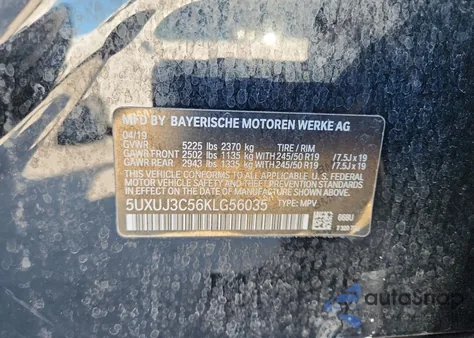 MFD BY BAYERISCHE MOTOREN WERKE AG
04/19
GVWR 5225 lbs 2370 kg TIRE / RIM
GAWR FRONT 2502 lbs 1135 kg WITH 245/50 R19 /7.5J x 19
GAWR REAR 2943 lbs 1335 kg WITH 245/50 R19 /7.5J x 19
THIS VEHICLE CONFORMS TO ALL APPLICABLE U.S. FEDERAL
MOTOR VEHICLE SAFETY, BUMPER, AND THEFT PREVENTION
STANDARDS IN EFFECT ON THE DATE OF
MANUFACTURE SHOWN ABOVE.
5UXUJ3C56KLG56035 TYPE: MPV
668U
autoSnap